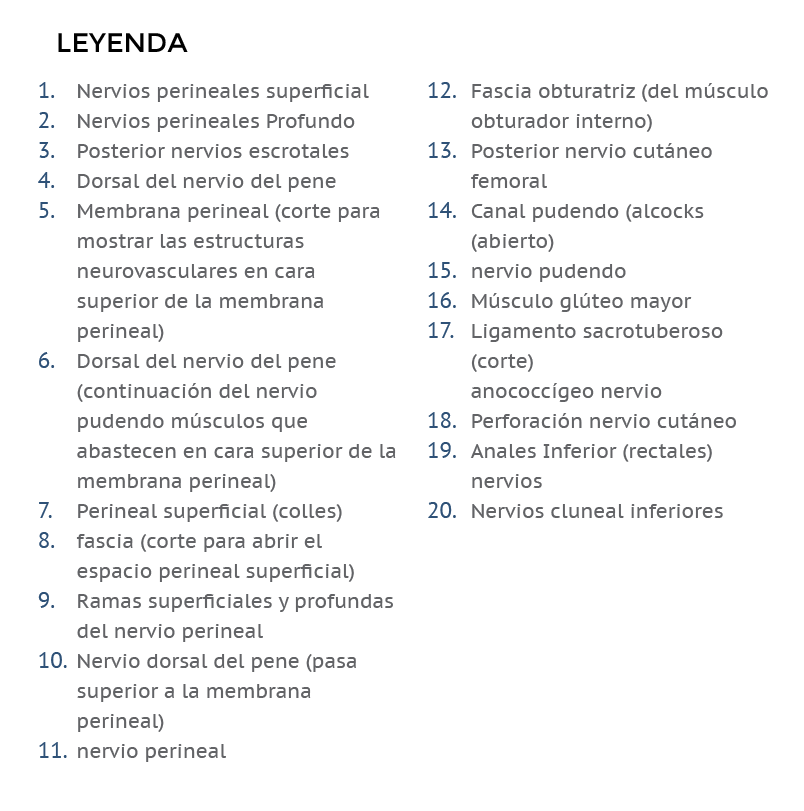 LEYENDA
1. Nervios perineales superficial
2. Nervios perineales Profundo
3. Posterior nervios escrotales
4. Dorsal del nervio del pene
5. Membrana perineal (corte para
mostrar las estructuras
neurovasculares en cara
superior de la membrana
perineal)
6. Dorsal del nervio del pene
(continuación del nervio
pudendo músculos que
abastecen en cara superior de la
membrana perineal)
7. Perineal superficial (colles)
8. fascia (corte para abrir el
espacio perineal superficial)
9. Ramas superficiales y profundas
del nervio perineal
10. Nervio dorsal del pene (pasa
superior a la membrana
perineal)
11. nervio perineal
12. Fascia obturatriz (del músculo
obturador interno)
13. Posterior nervio cutáneo
femoral
14. Canal pudendo (alcocks
(abierto)
15. nervio pudendo
16. Músculo glúteo mayor
17. Ligamento sacrotuberoso
(corte)
anococcígeo nervio
18. Perforación nervio cutáneo
19. Anales Inferior (rectales)
nervios
20. Nervios cluneal inferiores